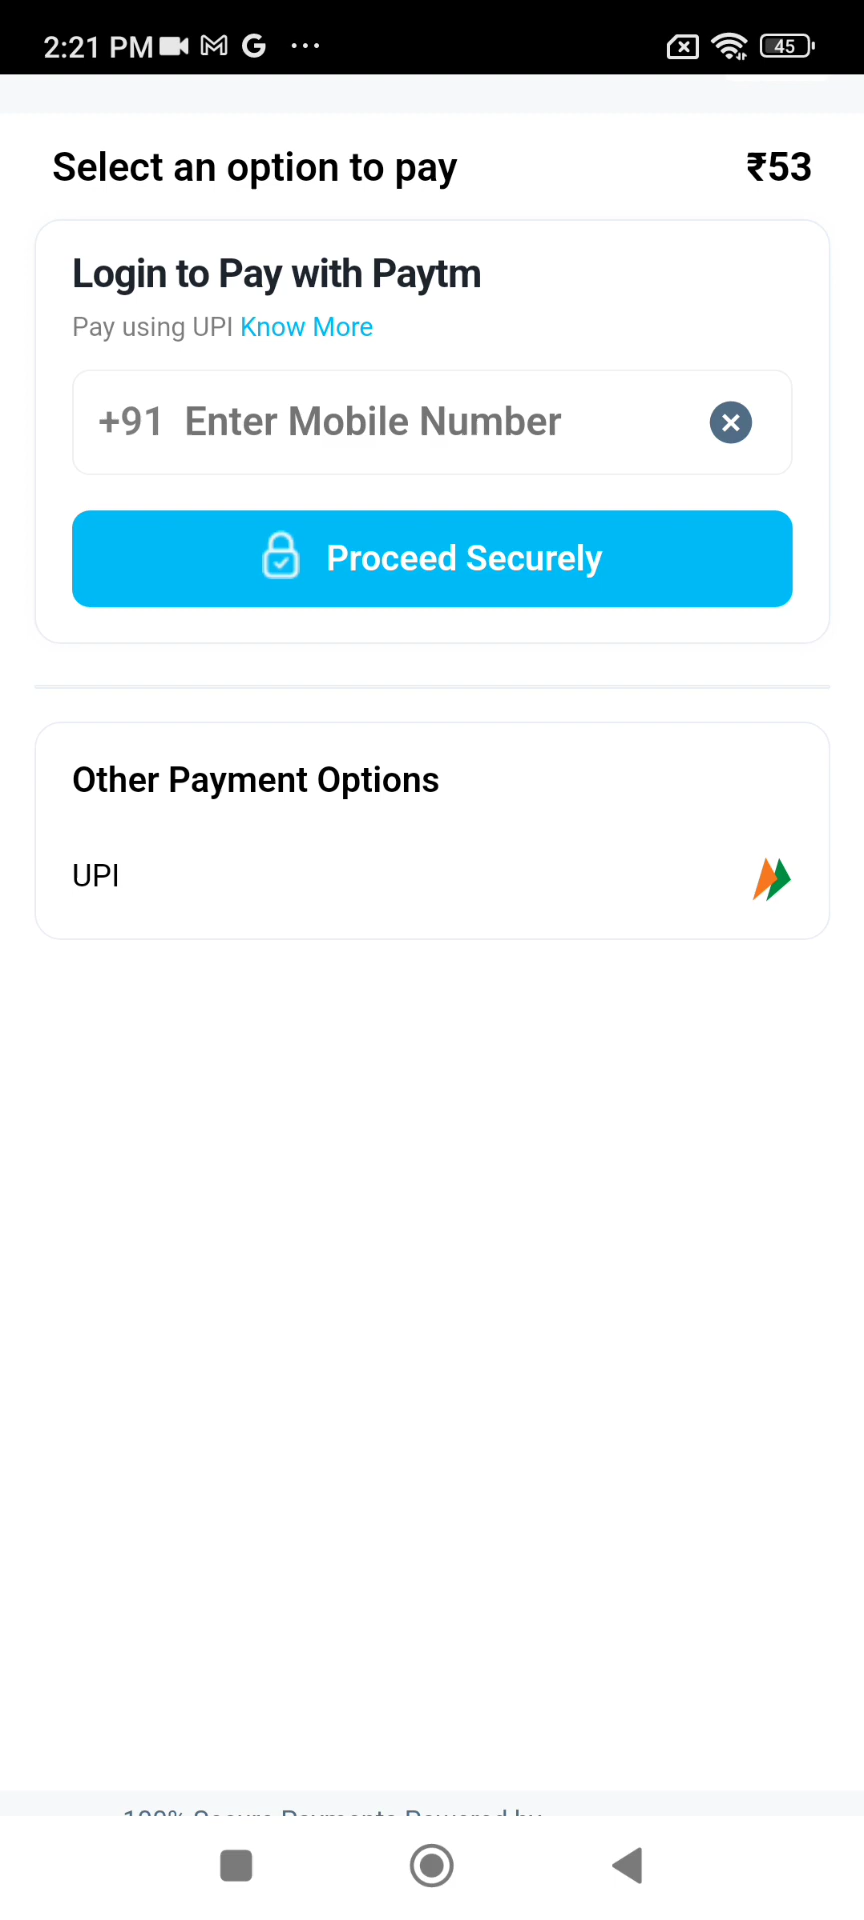 2:21 PM
45
Select an option to pay ₹53
Login to Pay with Paytm
Pay using UPI Know More
+91 Enter Mobile Number
Proceed Securely
Other Payment Options
UPI
100% Secure Payments Powered by